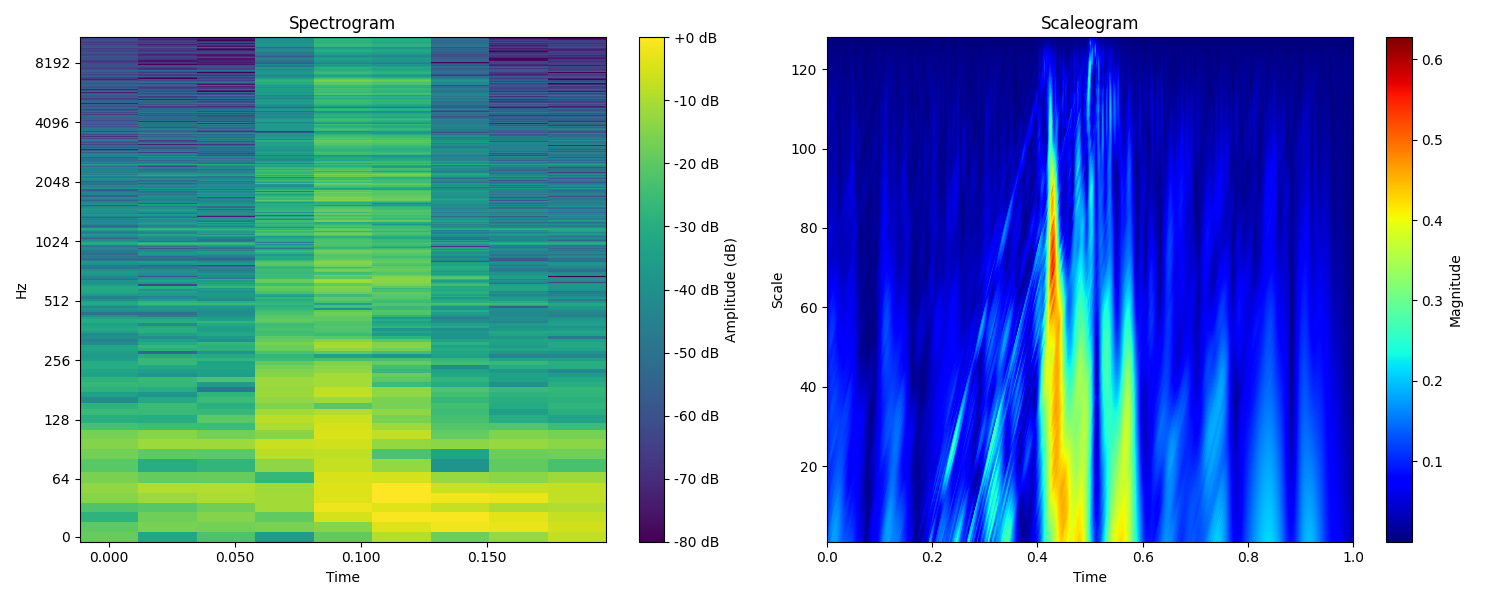 Spectrogram
8192
4096
2048
1024
512
256
128
64
0
Hz
0.000
0.050
0.100
0.150
Time
+0 dB
-10 dB
-20 dB
-30 dB
-40 dB
-50 dB
-60 dB
-70 dB
-80 dB
Amplitude (dB)
Scaleogram
120
100
80
60
40
20
Scale
0.0
0.2
0.4
0.6
0.8
1.0
Time
0.6
0.5
0.4
0.3
0.2
0.1
Magnitude